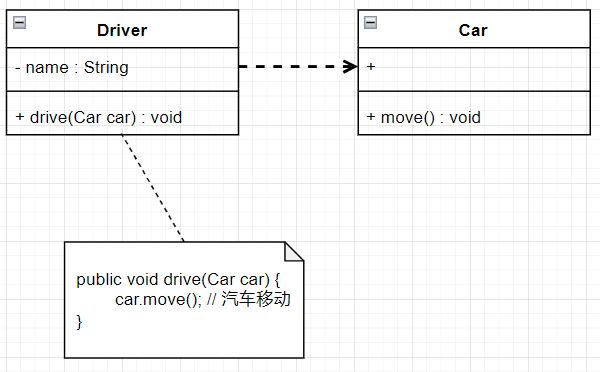 Driver
- name : String
+ drive(Car car) : void
Car
+
+ move() : void
public void drive(Car car) {
car.move(); // 汽车移动
}